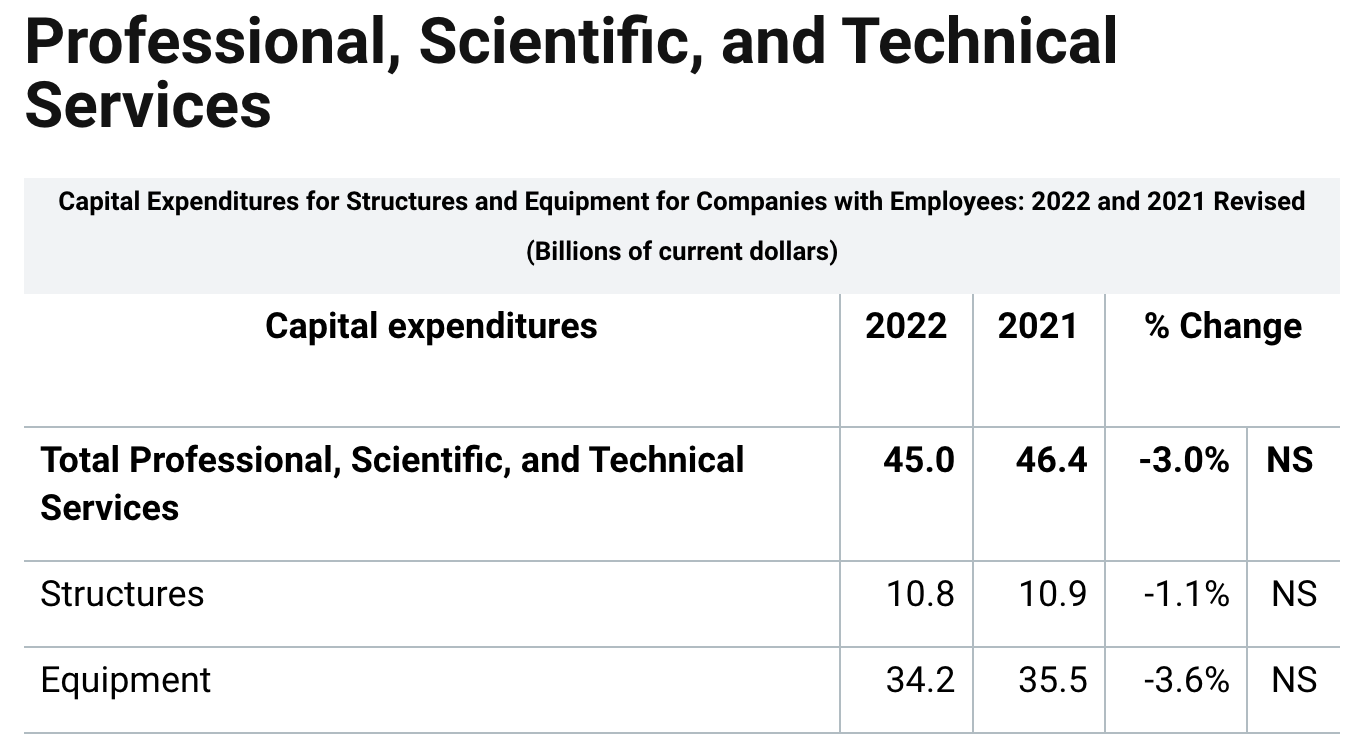 Professional, Scientific, and Technical
Services
Capital Expenditures for Structures and Equipment for Companies with Employees: 2022 and 2021 Revised
(Billions of current dollars)
Capital expenditures 2022 2021 % Change
Total Professional, Scientific, and Technical 45.0 46.4 -3.0% NS
Services
Structures 10.8 10.9 -1.1% NS
Equipment 34.2 35.5 -3.6% NS